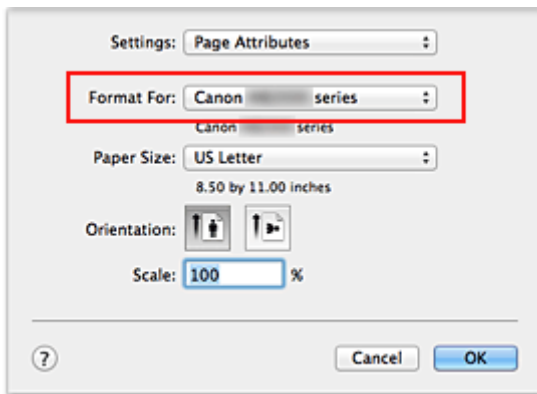 Settings: Page Attributes
Format For: Canon series
Canon series
Paper Size: US Letter
8.50 by 11.00 inches
Orientation:
Scale: 100 %
? Cancel OK